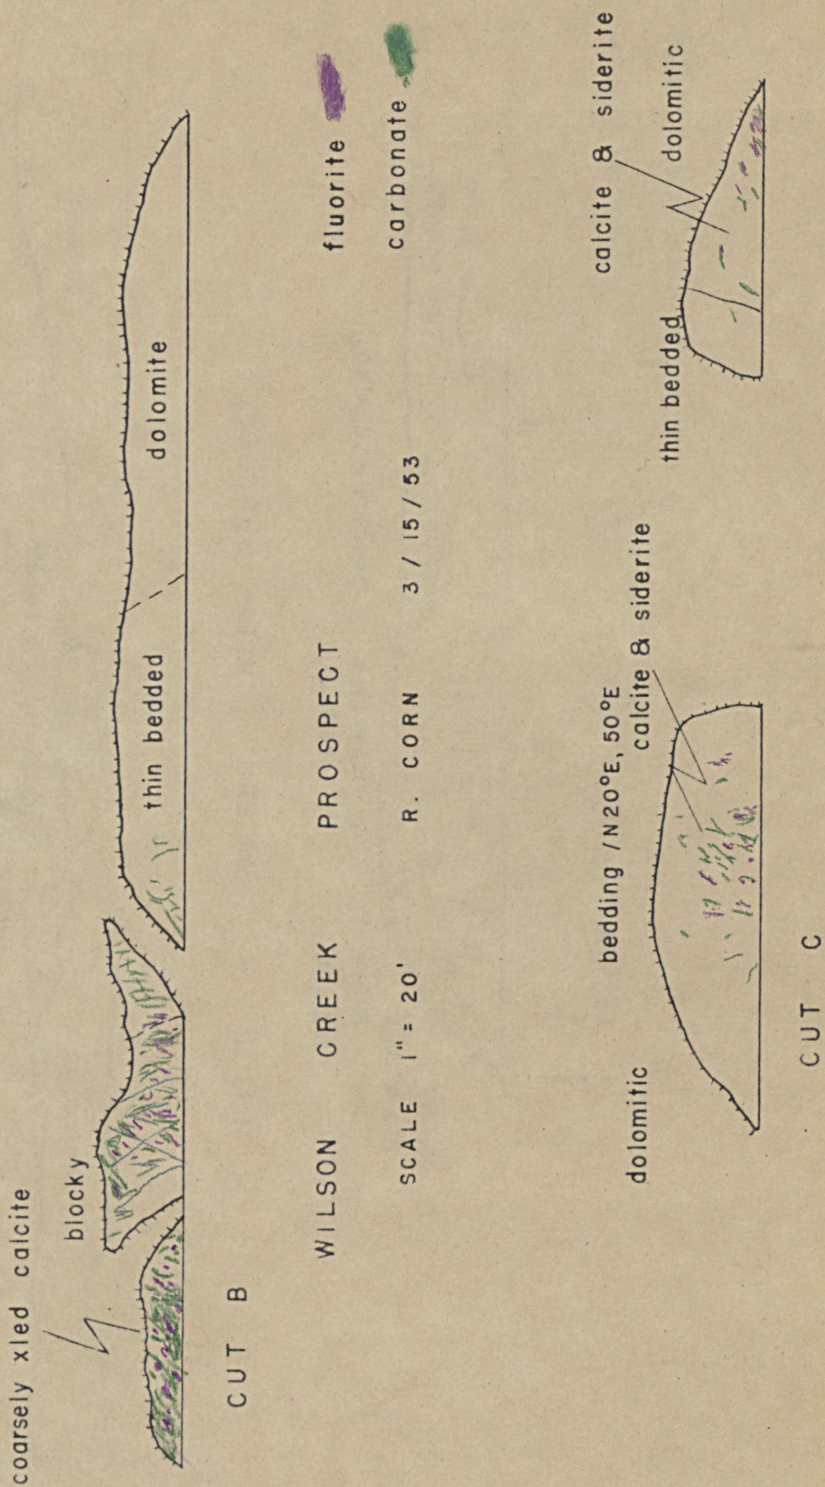 coarsely xled calcite
blocky
thin bedded
dolomite
CUT B
fluorite
carbonate
WILSON CREEK PROSPECT
SCALE 1" = 20' R. CORN 3 / 15 / 53
bedding / N20°E, 50°E
calcite & siderite
dolomitic
CUT C
calcite & siderite
dolomitic
thin bedded